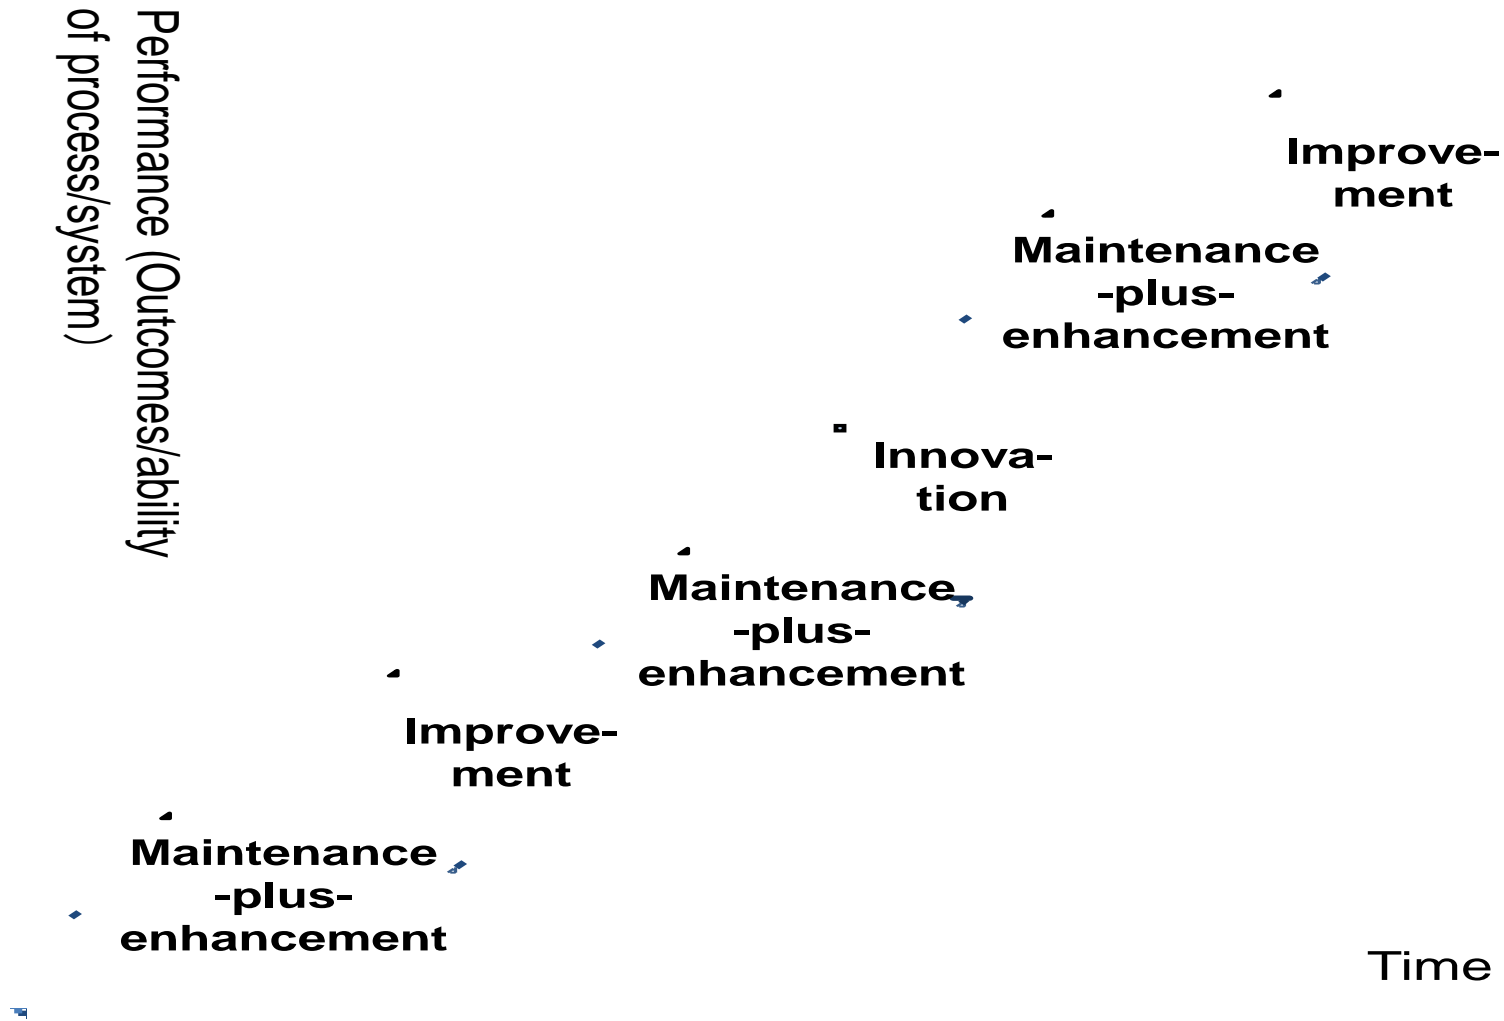 Performance (Outcomes/ability
of process/system）
Improve-
ment
Maintenance
-plus-
enhancement
Innova-
tion
Maintenance
-plus-
enhancement
Improve-
ment
Maintenance
-plus-
enhancement
Time